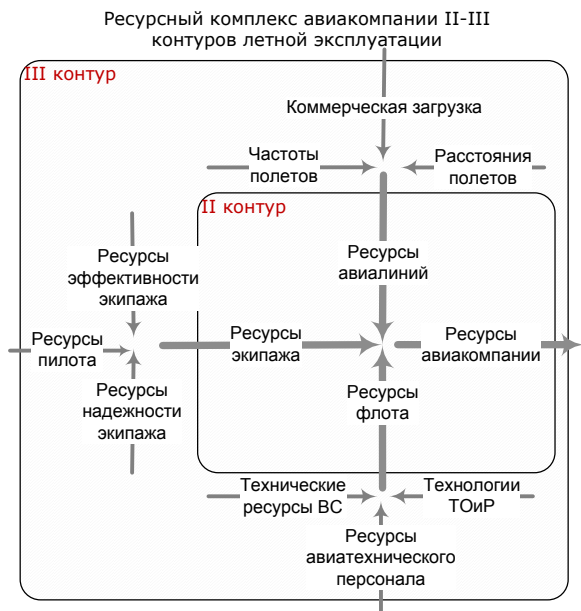 Ресурсный комплекс авиакомпании II-III
контуров летной эксплуатации
III контур
Коммерческая загрузка
Частоты
полетов
Расстояния
полетов
II контур
Ресурсы
эффективности
экипажа
Ресурсы
авиалиний
Ресурсы
пилота
Ресурсы
экипажа
Ресурсы
авиакомпании
Ресурсы
надежности
экипажа
Ресурсы
флота
Технические
ресурсы ВС
Технологии
ТОиР
Ресурсы
авиатехнического
персонала